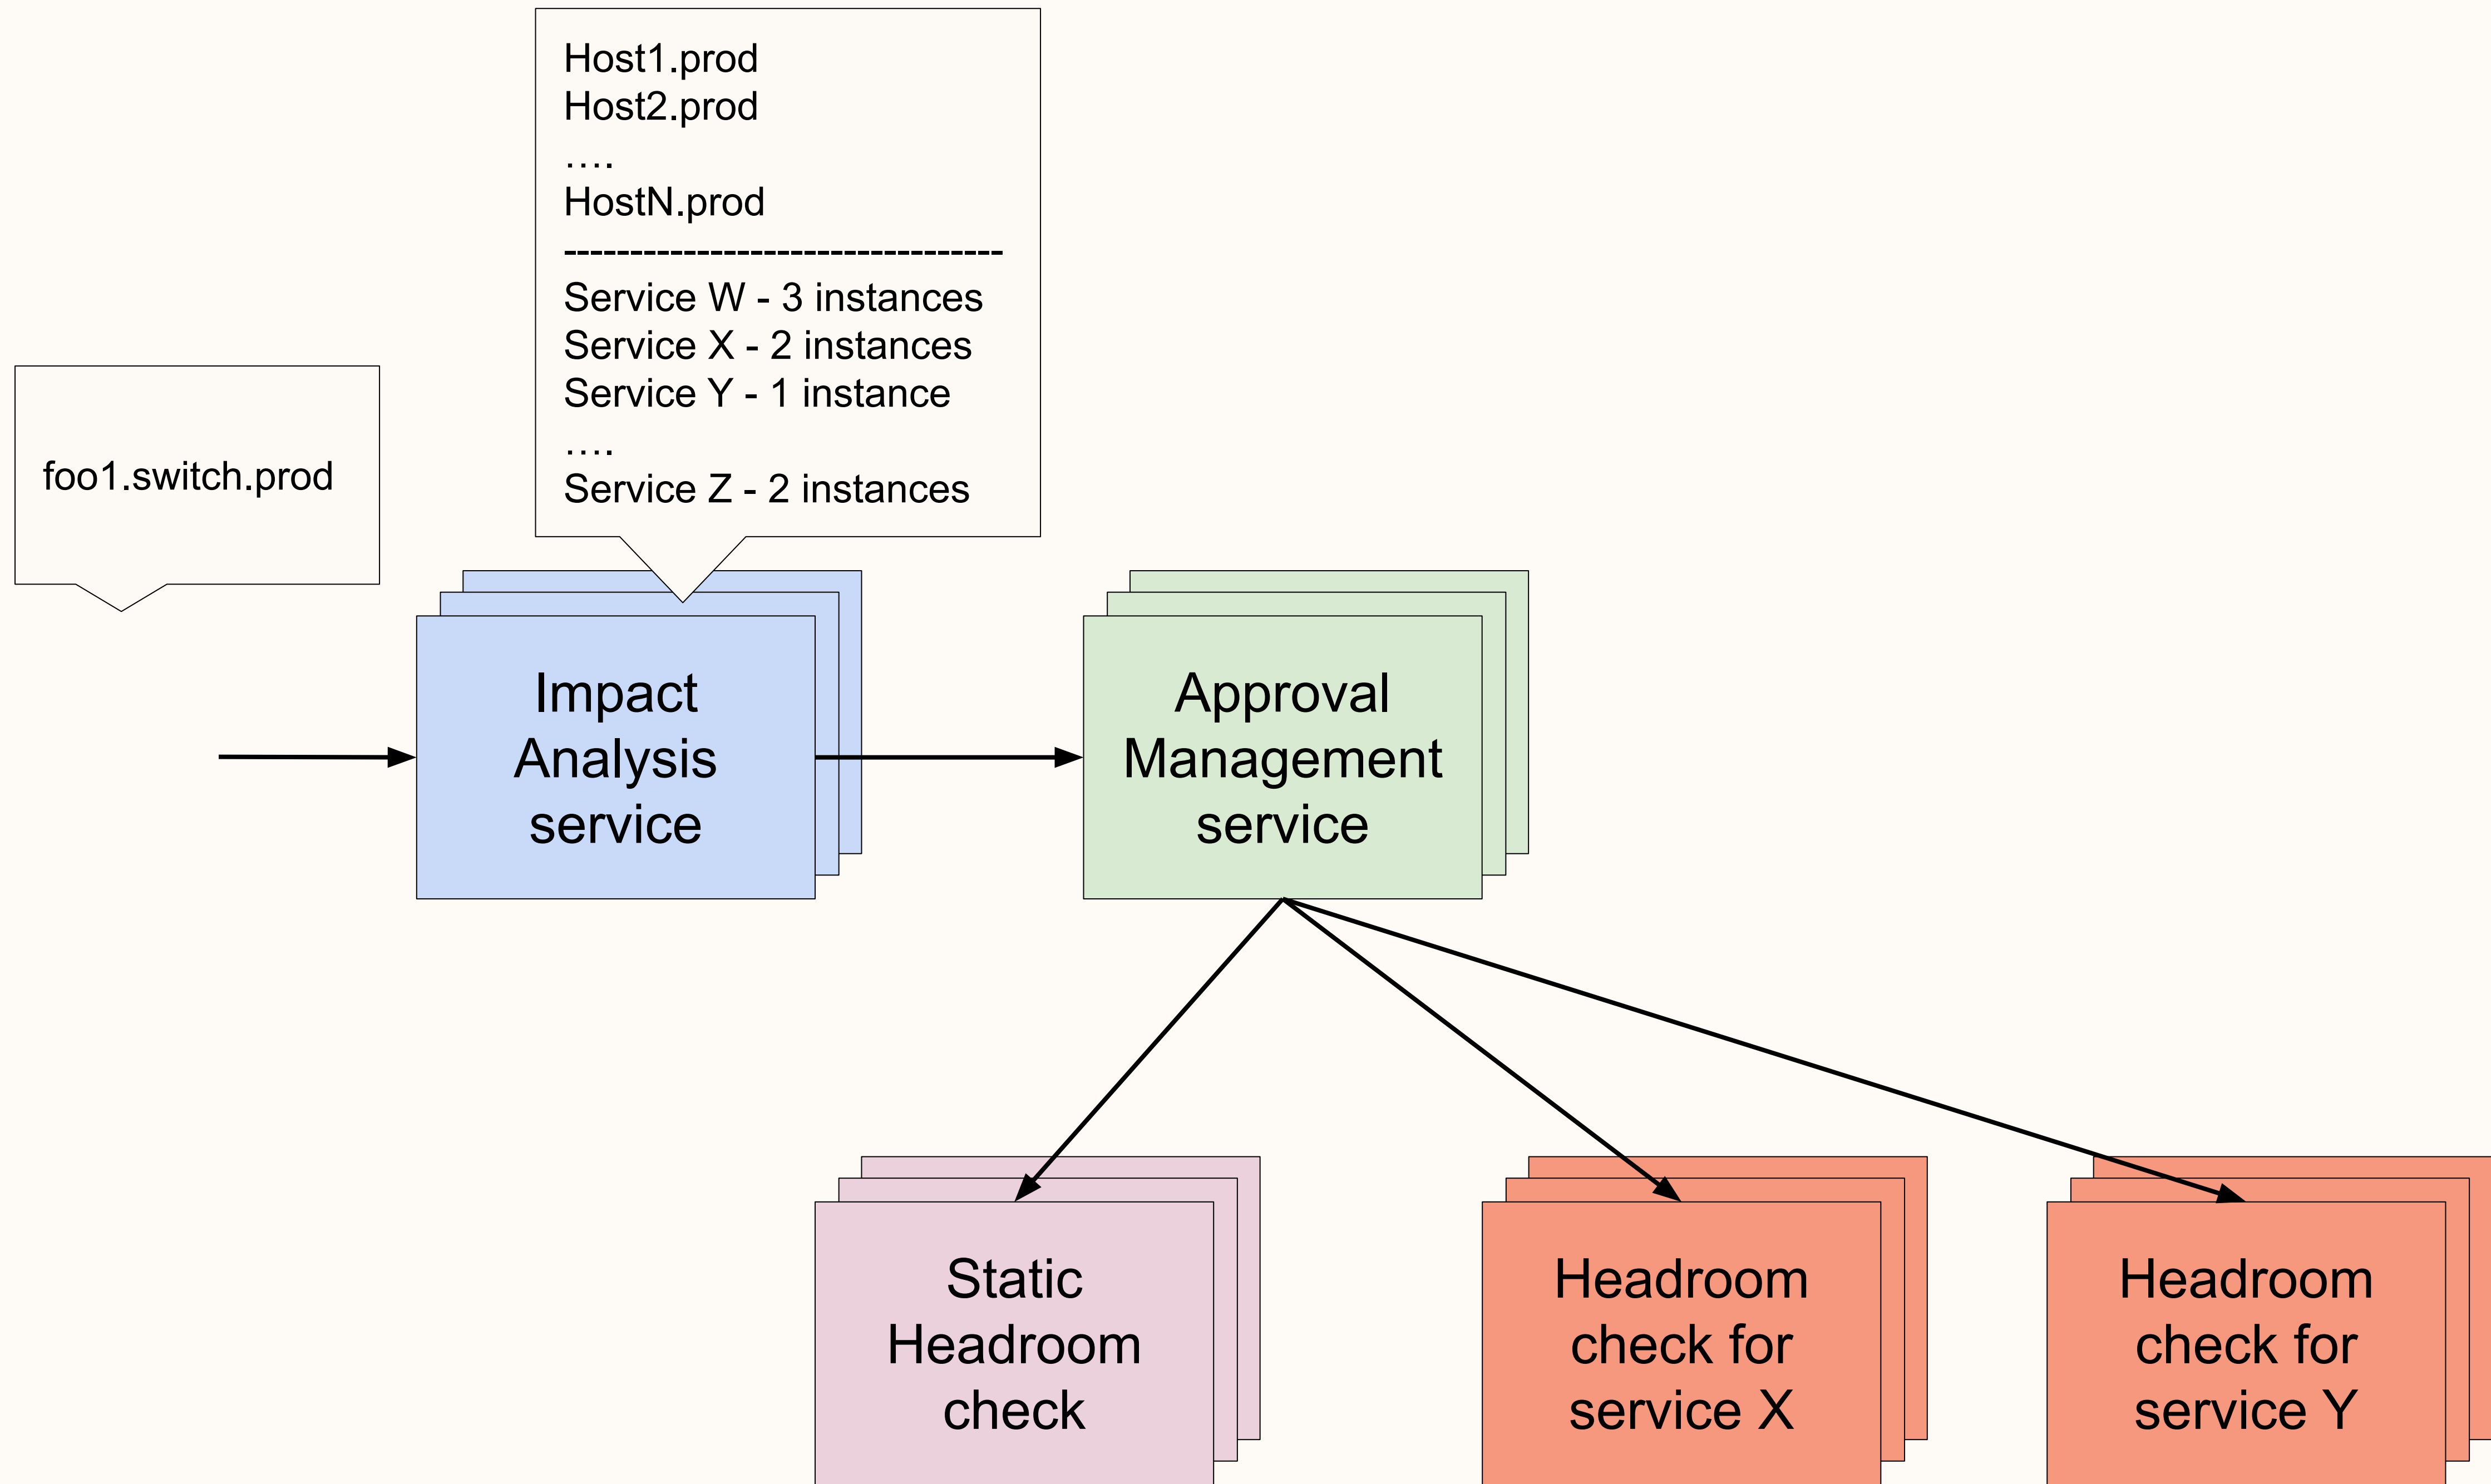 Host1.prod
Host2.prod
....
HostN.prod
---------------------------------
Service W - 3 instances
Service X - 2 instances
Service Y - 1 instance
....
Service Z - 2 instances
foo1.switch.prod
Impact
Analysis
service
Approval
Management
service
Static
Headroom
check
Headroom
check for
service X
Headroom
check for
service Y